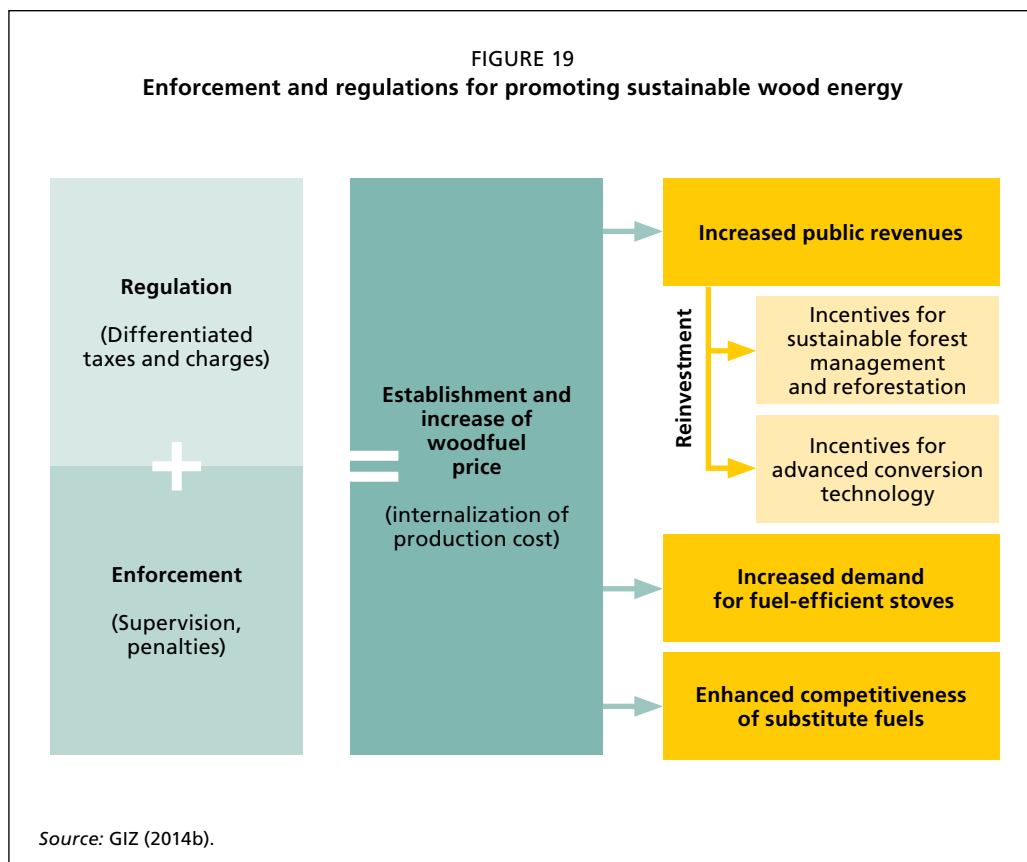 FIGURE 19
Enforcement and regulations for promoting sustainable wood energy
Regulation
(Differentiated
taxes and charges)
+
Enforcement
(Supervision,
penalties)
=
Establishment and
increase of
woodfuel
price
(internalization of
production cost)
Increased public revenues
Reinvestment
Incentives for
sustainable forest
management
and reforestation
Incentives for
advanced conversion
technology
Increased demand
for fuel-efficient stoves
Enhanced competitiveness
of substitute fuels
Source: GIZ (2014b).